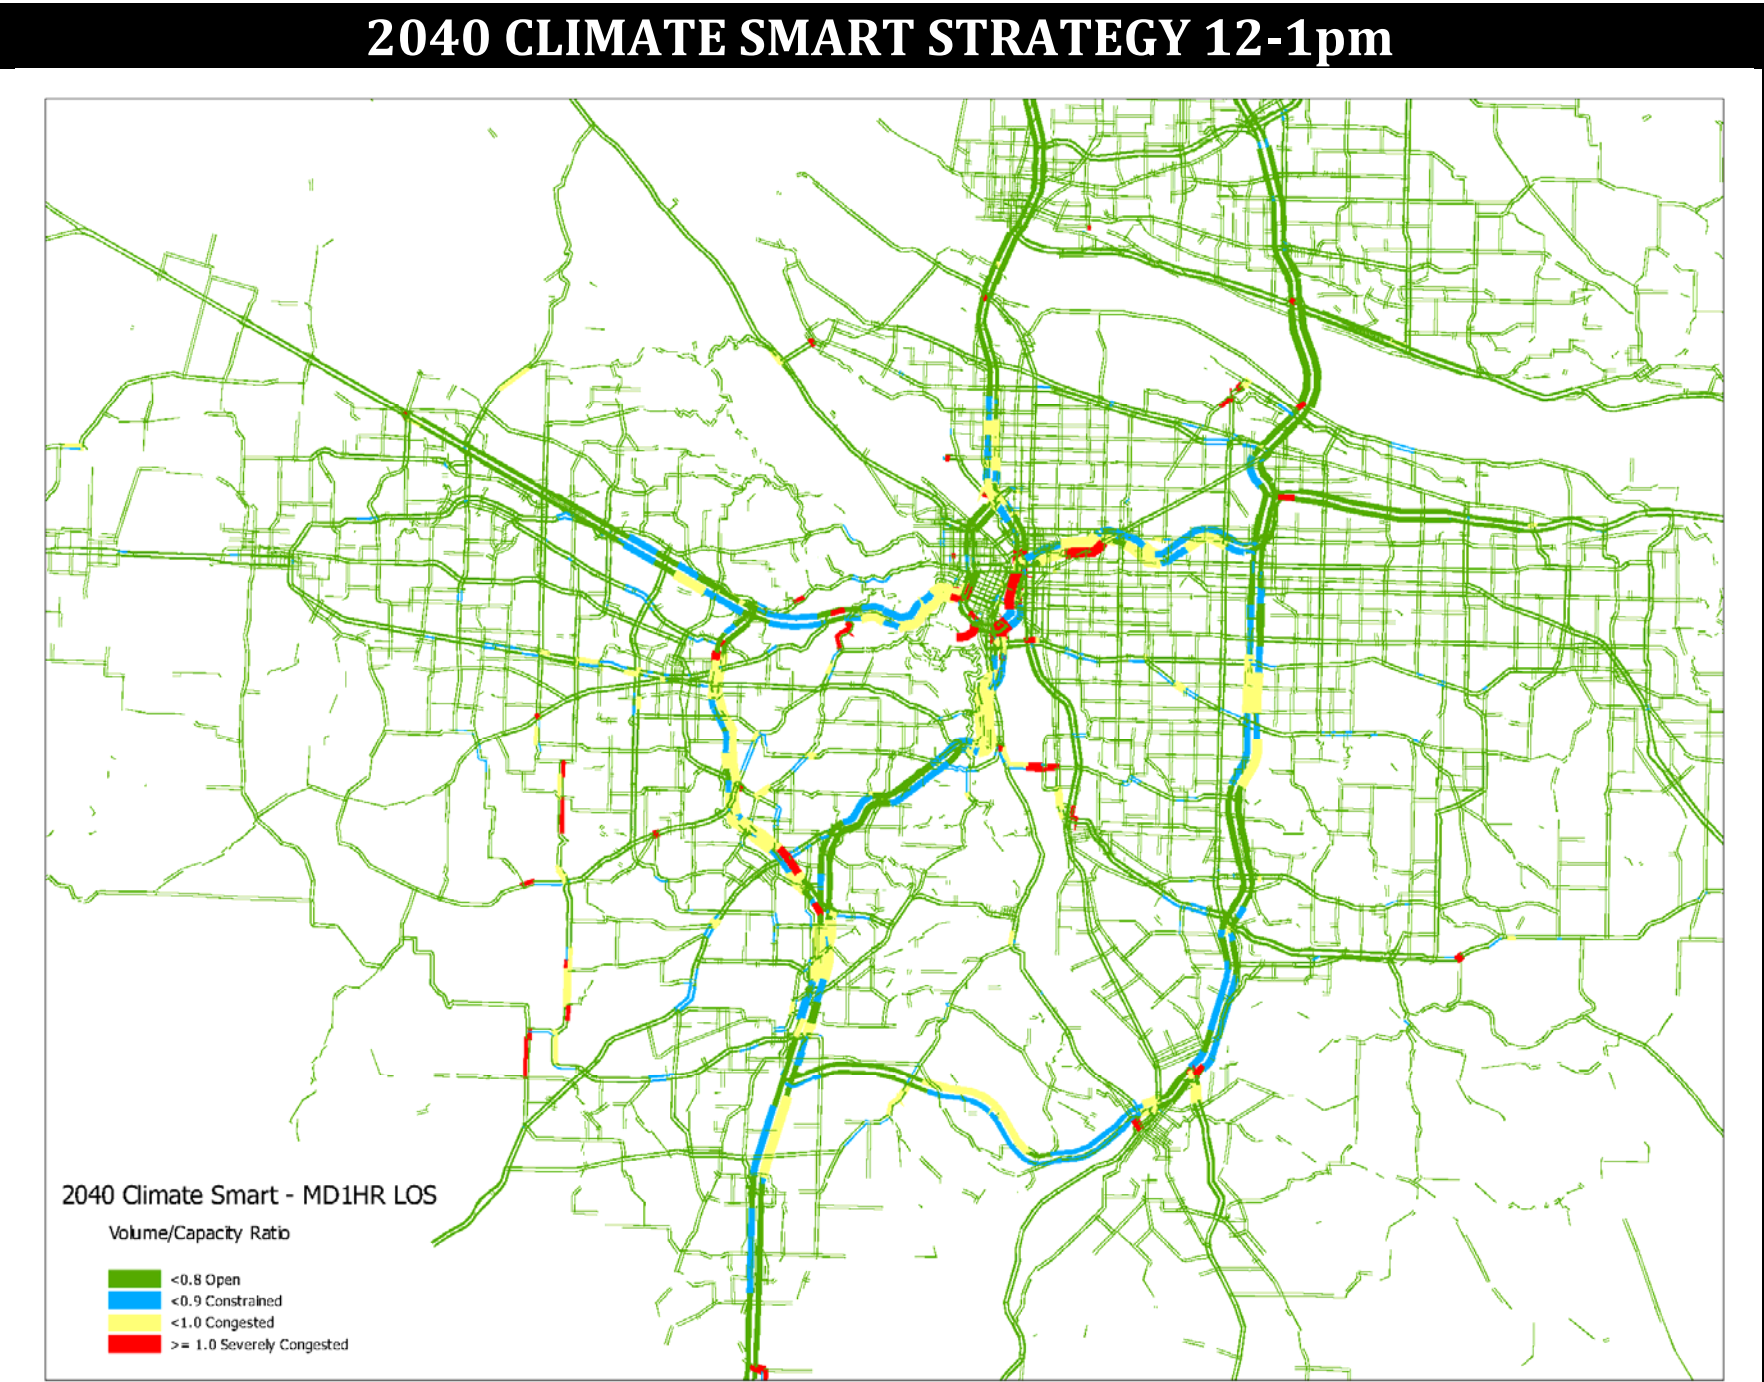 2040 CLIMATE SMART STRATEGY 12-1pm
2040 Climate Smart - MD1HR LOS
Volume/Capacity Ratio
<0.8 Open
<0.9 Constrained
<1.0 Congested
>= 1.0 Severely Congested